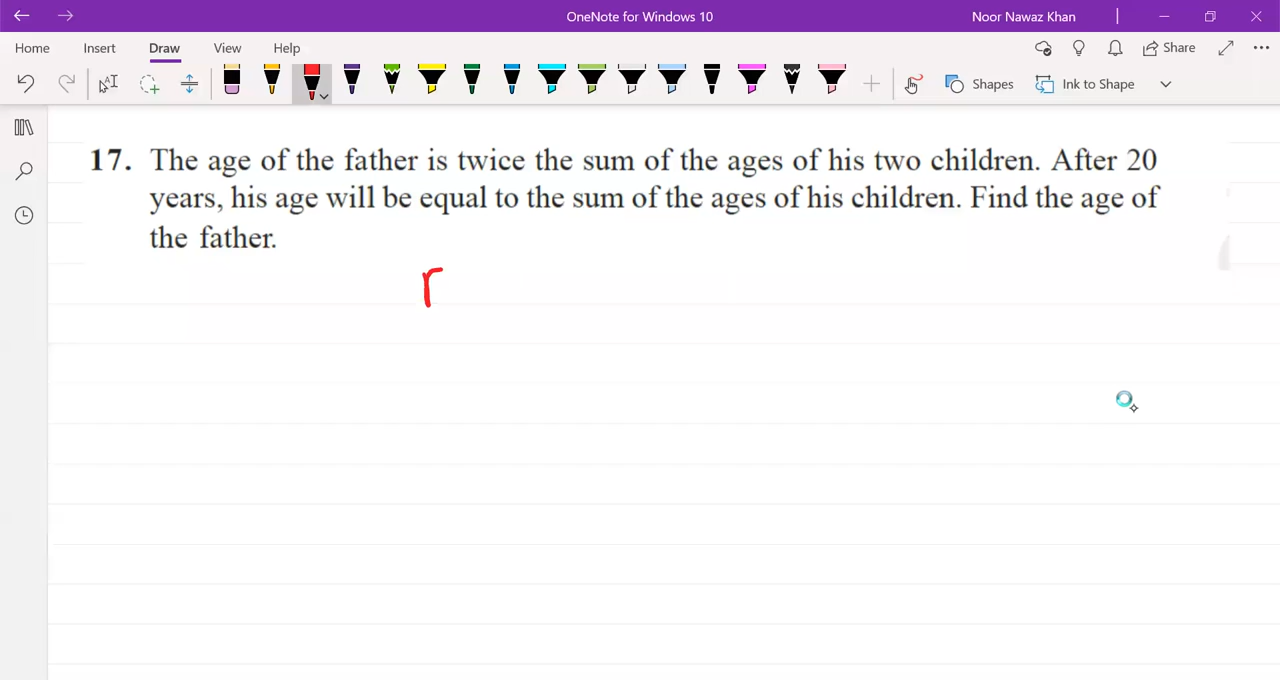 OneNote for Windows 10
Noor Nawaz Khan
Home Insert Draw View Help
Share
Shapes
Ink to Shape
17. The age of the father is twice the sum of the ages of his two children. After 20
years, his age will be equal to the sum of the ages of his children. Find the age of
the father.